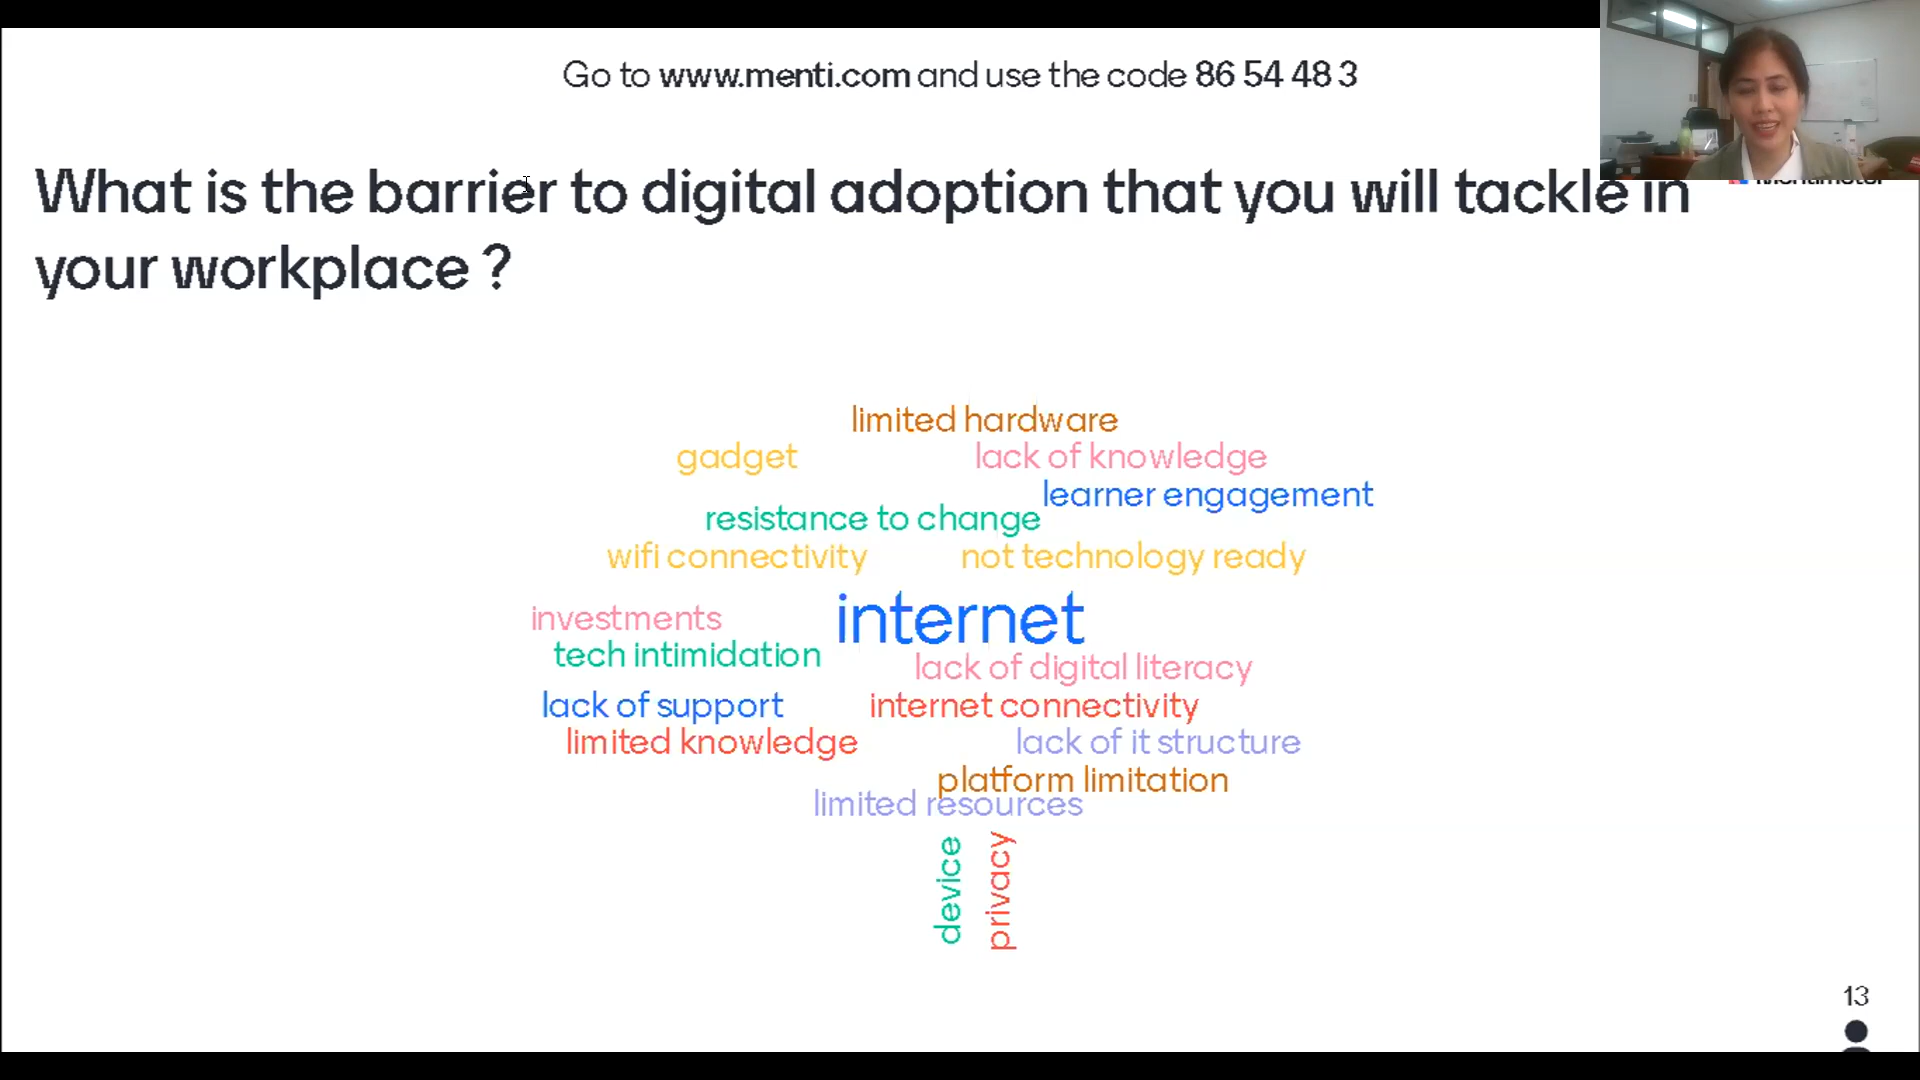 Go to www.menti.com and use the code 86 54 48 3
What is the barrier to digital adoption that you will tackle in
your workplace ?
limited hardware
gadget
lack of knowledge
learner engagement
resistance to change
wifi connectivity
not technology ready
internet
investments
tech intimidation
lack of digital literacy
lack of support
internet connectivity
limited knowledge
lack of it structure
platform limitation
limited resources
device
privacy
13